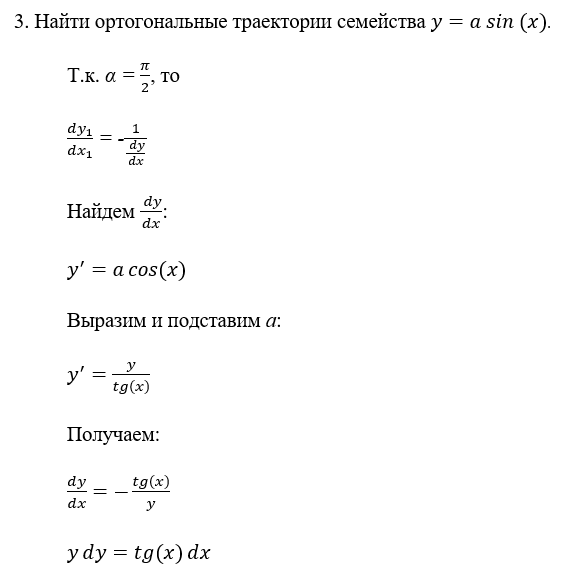 3. Найти ортогональные траектории семейства y = a sin (x).
Т.к. α = π/2, то
dy₁/dx₁ = -1/(dy/dx)
Найдем dy/dx:
y′ = a cos(x)
Выразим и подставим a:
y′ = y/tg(x)
Получаем:
dy/dx = −tg(x)/y
y dy = tg(x) dx